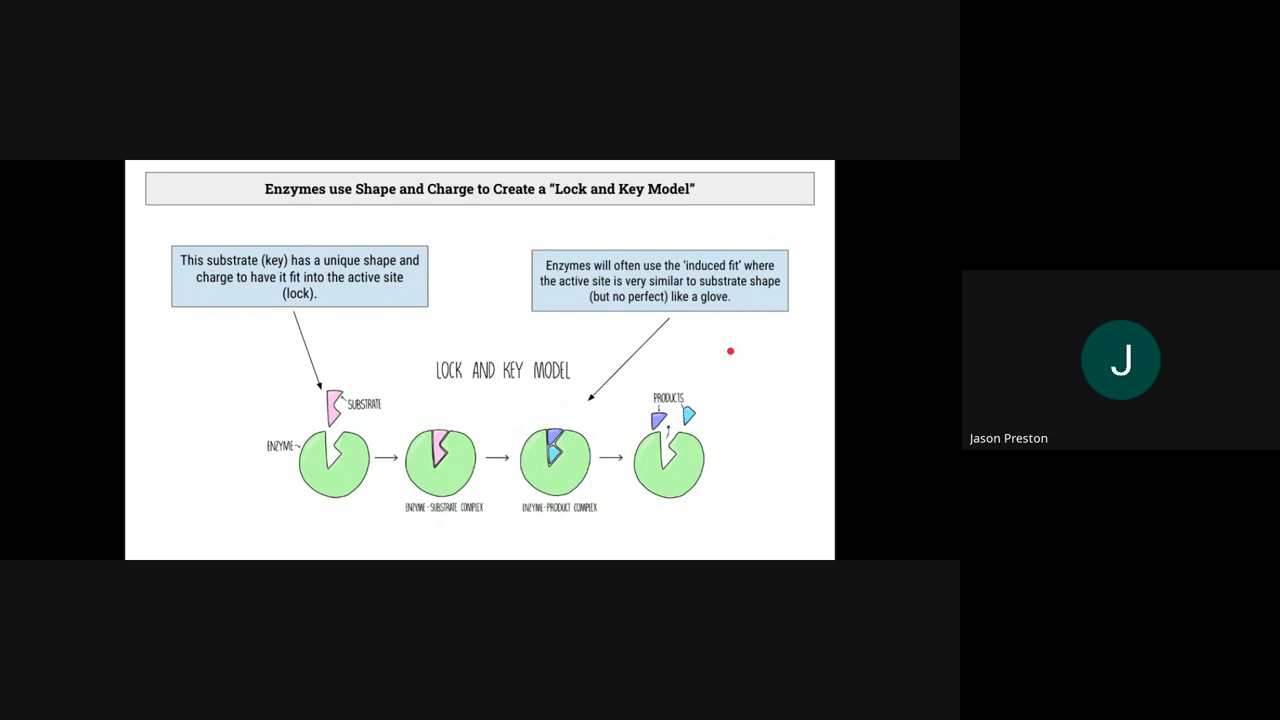 Enzymes use Shape and Charge to Create a “Lock and Key Model”
This substrate (key) has a unique shape and
charge to have it fit into the active site
(lock).
Enzymes will often use the ‘induced fit’ where
the active site is very similar to substrate shape
(but no perfect) like a glove.
LOCK AND KEY MODEL
SUBSTRATE
PRODUCTS
ENZYME
ENZYME-SUBSTRATE COMPLEX
ENZYME-PRODUCT COMPLEX
J
Jason Preston